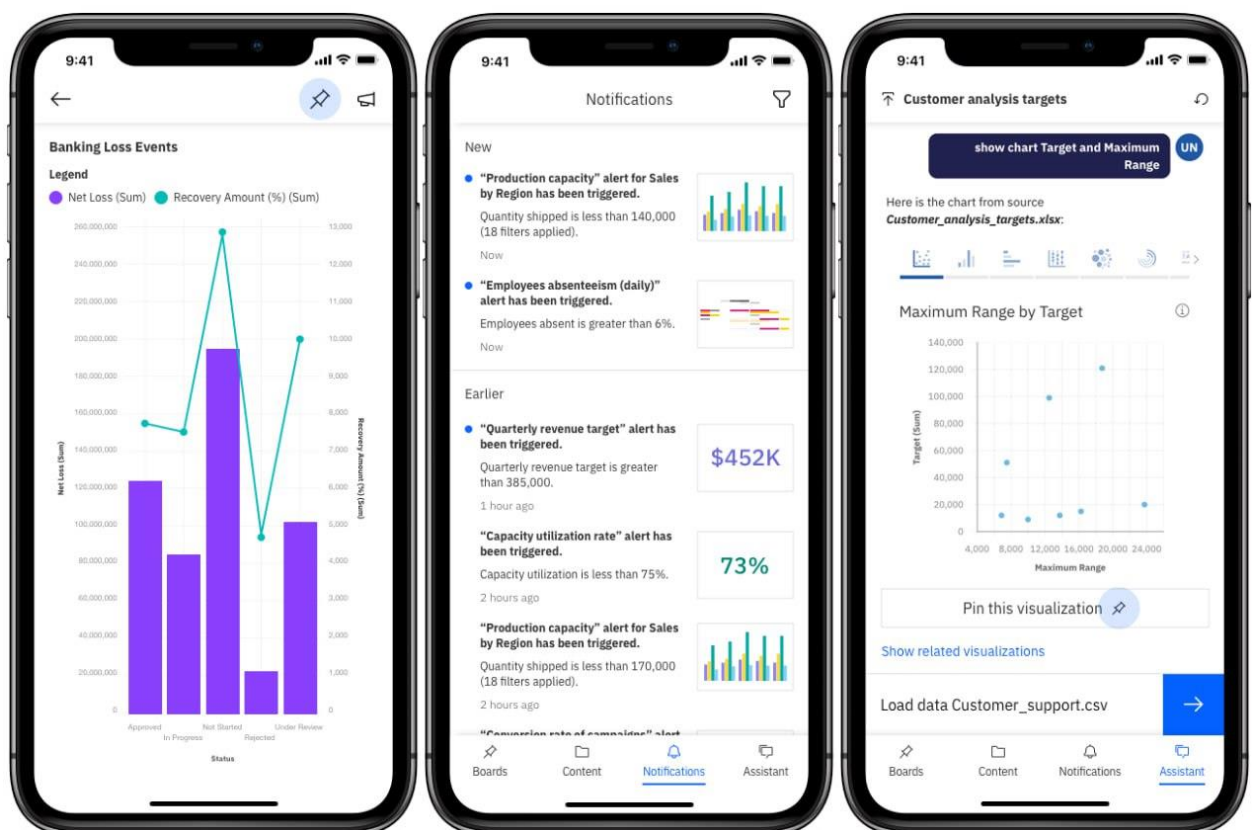 9:41
Banking Loss Events
Legend
Net Loss (Sum) Recovery Amount (%) (Sum)
260,000,000 13,000
240,000,000 12,000
220,000,000 11,000
200,000,000 10,000
180,000,000 9,000
160,000,000 8,000
140,000,000 7,000
120,000,000 6,000
100,000,000 5,000
80,000,000 4,000
60,000,000 3,000
40,000,000 2,000
20,000,000 1,000
0 0
Net Loss (Sum)
Recovery Amount (%) (Sum)
Approved Not Started Under Review
In Progress Rejected
Status
9:41
Notifications
New
“Production capacity” alert for Sales
by Region has been triggered.
Quantity shipped is less than 140,000
(18 filters applied).
Now
“Employees absenteeism (daily)”
alert has been triggered.
Employees absent is greater than 6%.
Now
Earlier
“Quarterly revenue target” alert has
been triggered.
Quarterly revenue target is greater
than 385,000.
1 hour ago
$452K
“Capacity utilization rate” alert has
been triggered.
Capacity utilization is less than 75%.
2 hours ago
73%
“Production capacity” alert for Sales
by Region has been triggered.
Quantity shipped is less than 170,000
(18 filters applied).
2 hours ago
“Conversion rate of campaigns” alert
Boards Content Notifications Assistant
9:41
Customer analysis targets
show chart Target and Maximum
Range
UN
Here is the chart from source
Customer_analysis_targets.xlsx:
Maximum Range by Target
140,000
120,000
100,000
80,000
60,000
40,000
20,000
0
Target (Sum)
4,000 8,000 12,000 16,000 20,000 24,000
Maximum Range
Pin this visualization
Show related visualizations
Load data Customer_support.csv
Boards Content Notifications Assistant